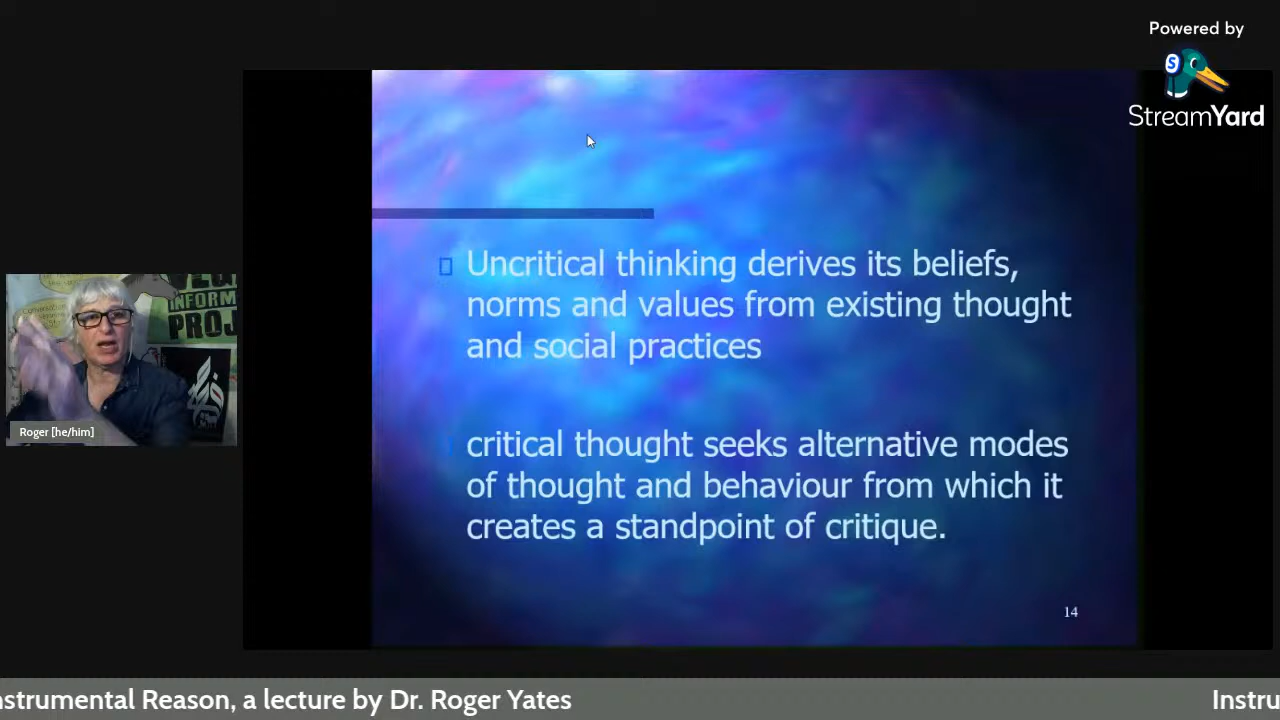 Powered by
S
StreamYard
Uncritical thinking derives its beliefs,
norms and values from existing thought
and social practices
critical thought seeks alternative modes
of thought and behaviour from which it
creates a standpoint of critique.
14
INFORM
PROJ
Roger [he/him]
nstrumental Reason, a lecture by Dr. Roger Yates
Instru